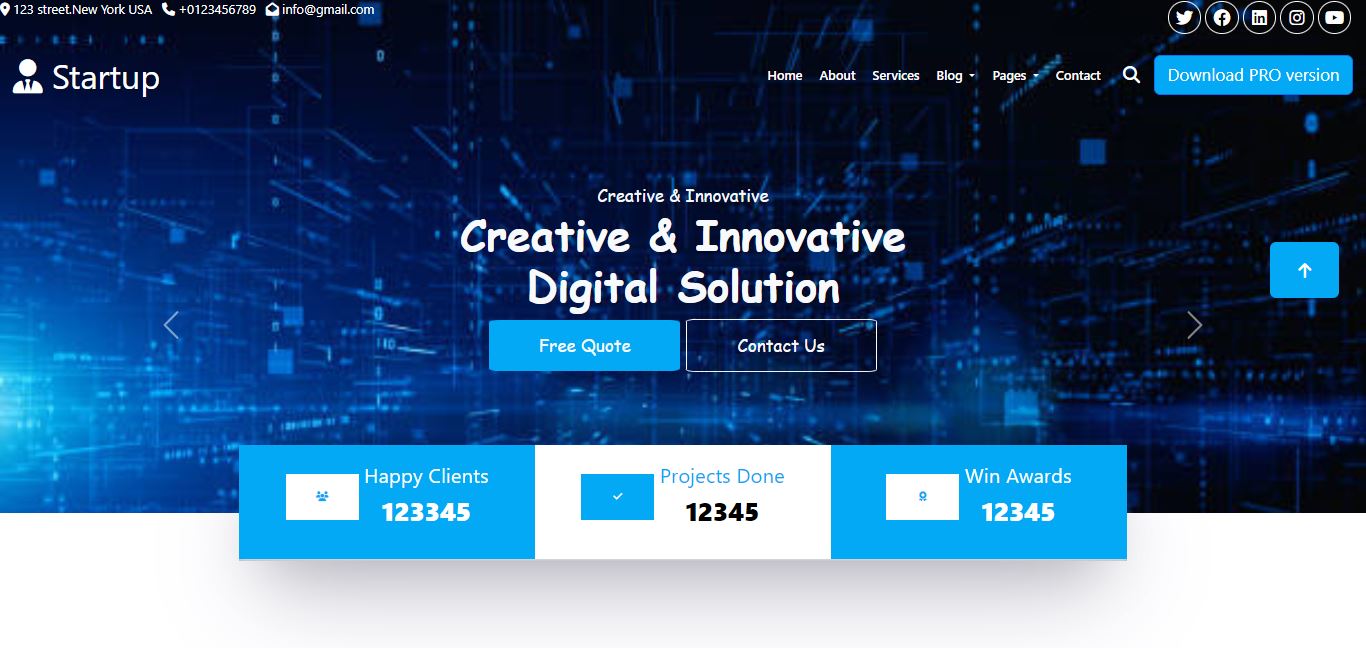 123 street.New York USA +0123456789 info@gmail.com
Startup
Home About Services Blog Pages Contact Download PRO version
Creative & Innovative
Creative & Innovative
Digital Solution
Free Quote Contact Us
Happy Clients
123345
Projects Done
12345
Win Awards
12345